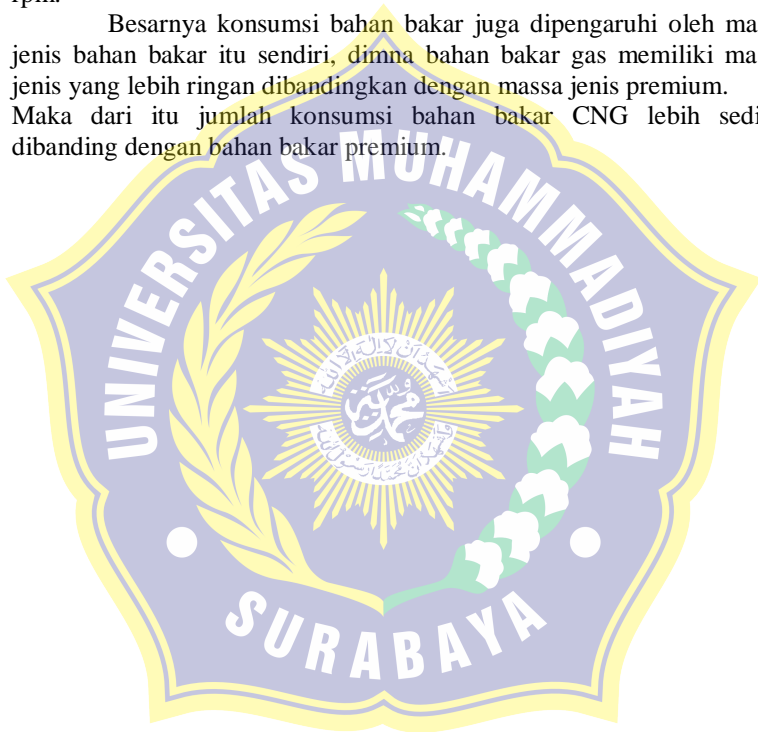 rpm.
Besarnya konsumsi bahan bakar juga dipengaruhi oleh ma
jenis bahan bakar itu sendiri, dimna bahan bakar gas memiliki ma
jenis yang lebih ringan dibandingkan dengan massa jenis premium.
Maka dari itu jumlah konsumsi bahan bakar CNG lebih sedi
dibanding dengan bahan bakar premium.
UNIVERSITAS MUHAMMADIYAH
SURABAYA